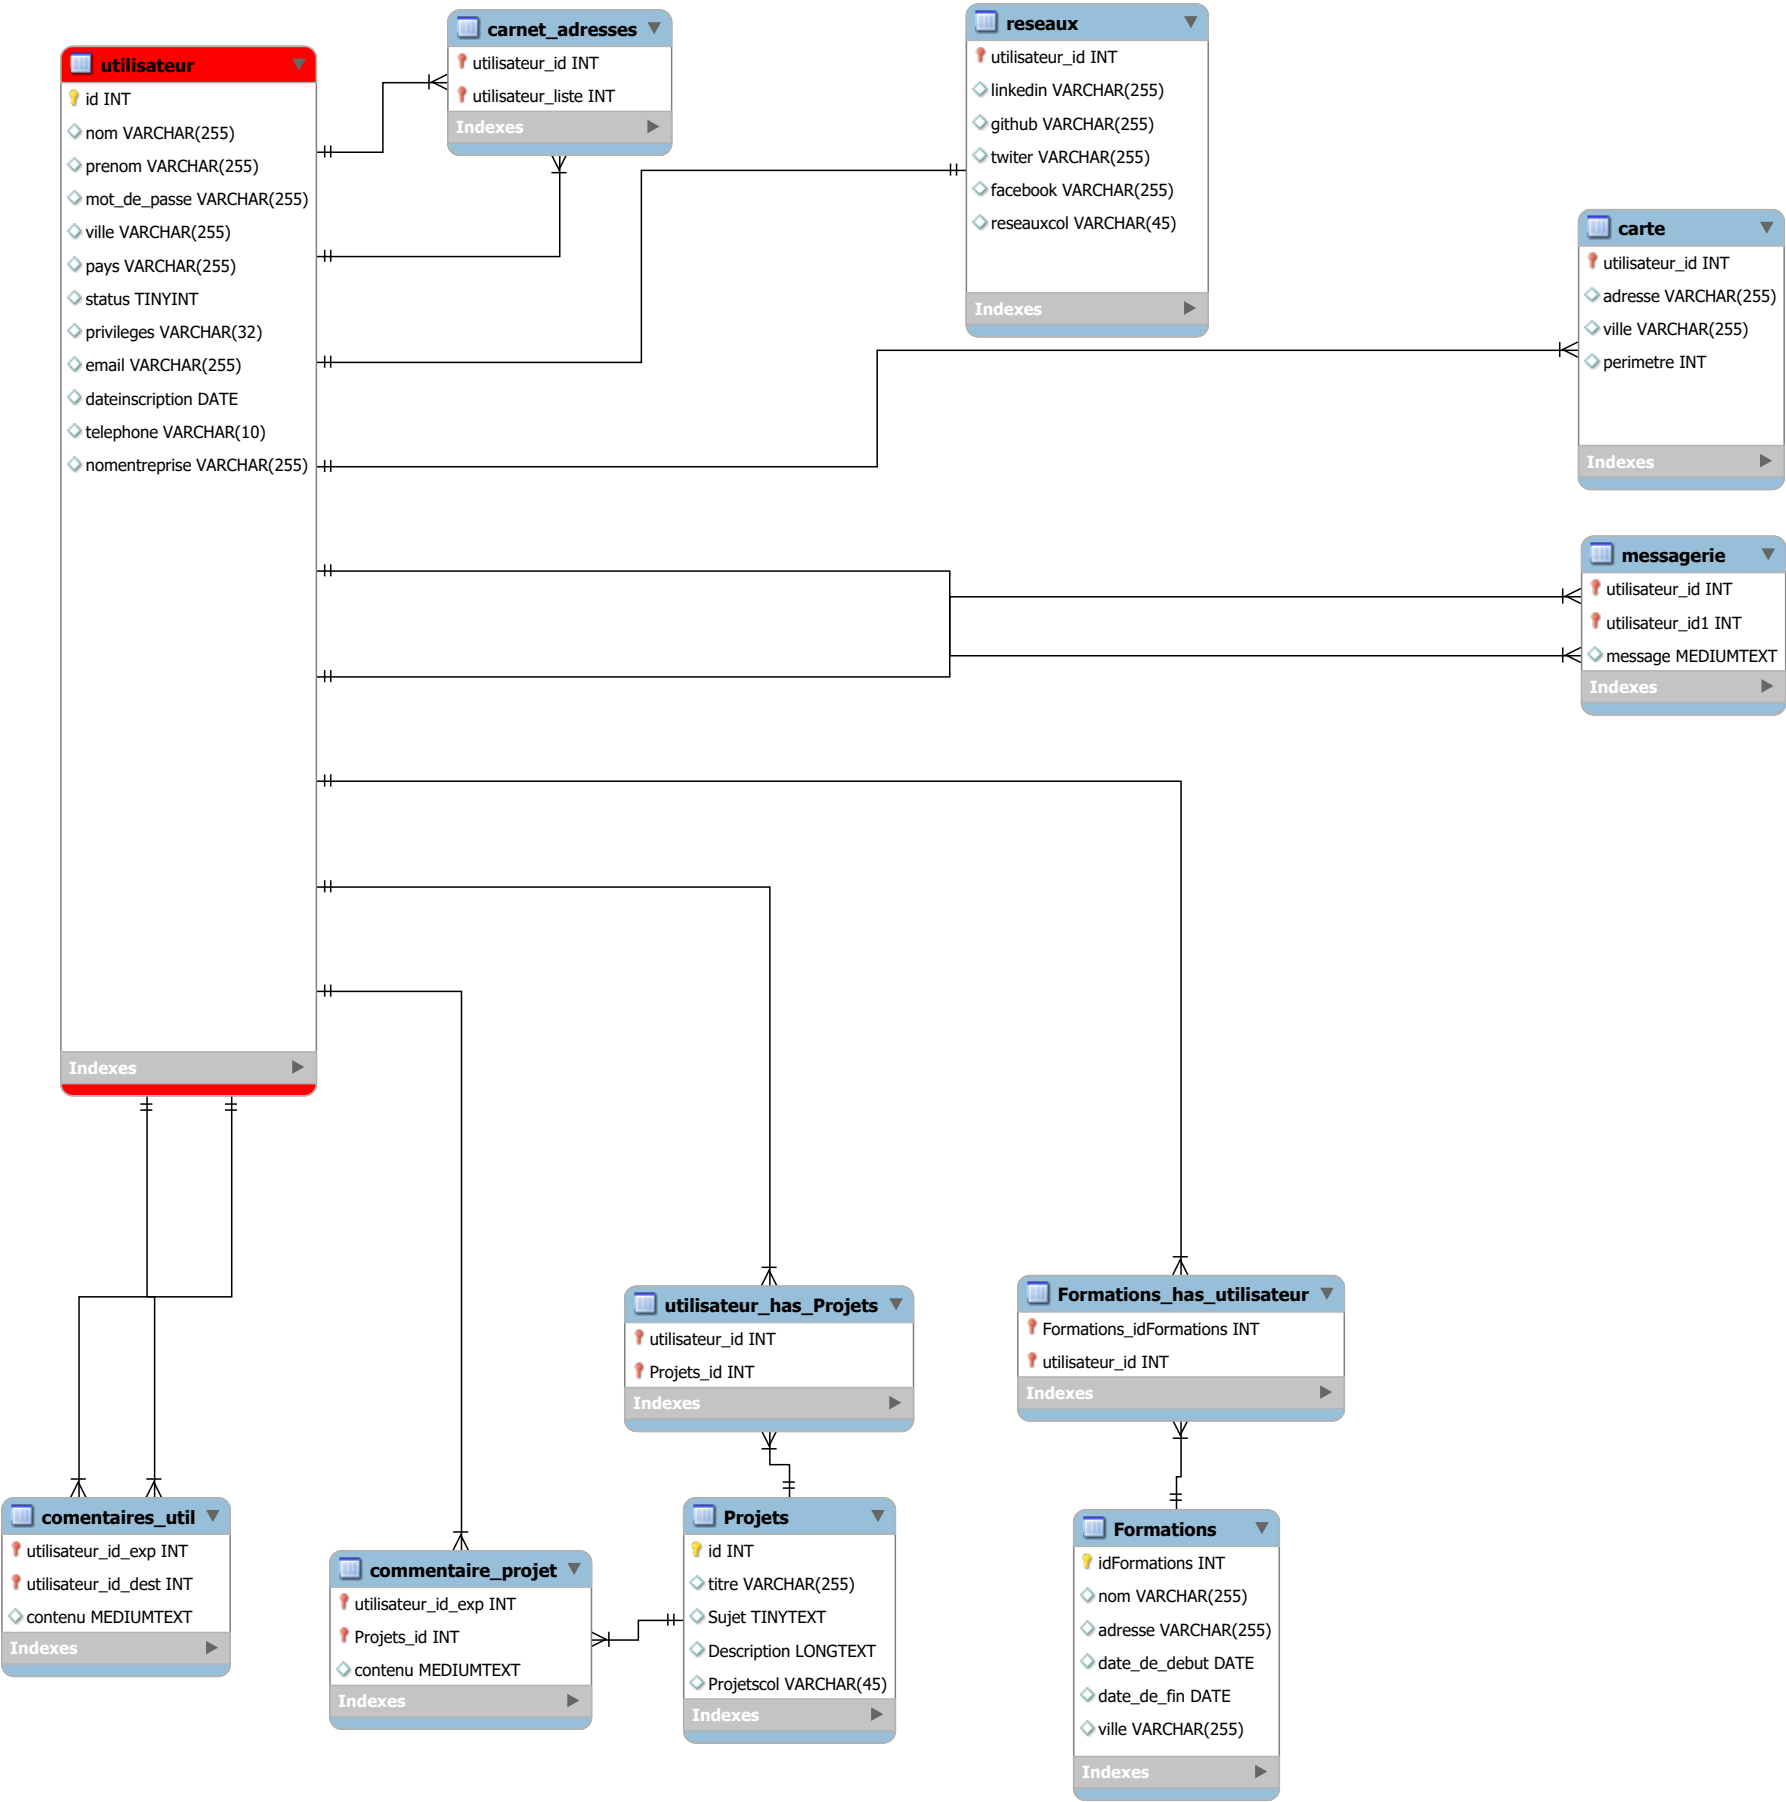 utilisateur
id INT
nom VARCHAR(255)
prenom VARCHAR(255)
mot_de_passe VARCHAR(255)
ville VARCHAR(255)
pays VARCHAR(255)
status TINYINT
privileges VARCHAR(32)
email VARCHAR(255)
dateinscription DATE
telephone VARCHAR(10)
nomentreprise VARCHAR(255)
Indexes
carnet_adresses
utilisateur_id INT
utilisateur_liste INT
Indexes
reseaux
utilisateur_id INT
linkedin VARCHAR(255)
github VARCHAR(255)
twiter VARCHAR(255)
facebook VARCHAR(255)
reseauxcol VARCHAR(45)
Indexes
carte
utilisateur_id INT
adresse VARCHAR(255)
ville VARCHAR(255)
perimetre INT
Indexes
messagerie
utilisateur_id INT
utilisateur_id1 INT
message MEDIUMTEXT
Indexes
utilisateur_has_Projets
utilisateur_id INT
Projets_id INT
Indexes
Formations_has_utilisateur
Formations_idFormations INT
utilisateur_id INT
Indexes
comentaires_util
utilisateur_id_exp INT
utilisateur_id_dest INT
contenu MEDIUMTEXT
Indexes
commentaire_projet
utilisateur_id_exp INT
Projets_id INT
contenu MEDIUMTEXT
Indexes
Projets
id INT
titre VARCHAR(255)
Sujet TINYTEXT
Description LONGTEXT
Projetscol VARCHAR(45)
Indexes
Formations
idFormations INT
nom VARCHAR(255)
adresse VARCHAR(255)
date_de_debut DATE
date_de_fin DATE
ville VARCHAR(255)
Indexes